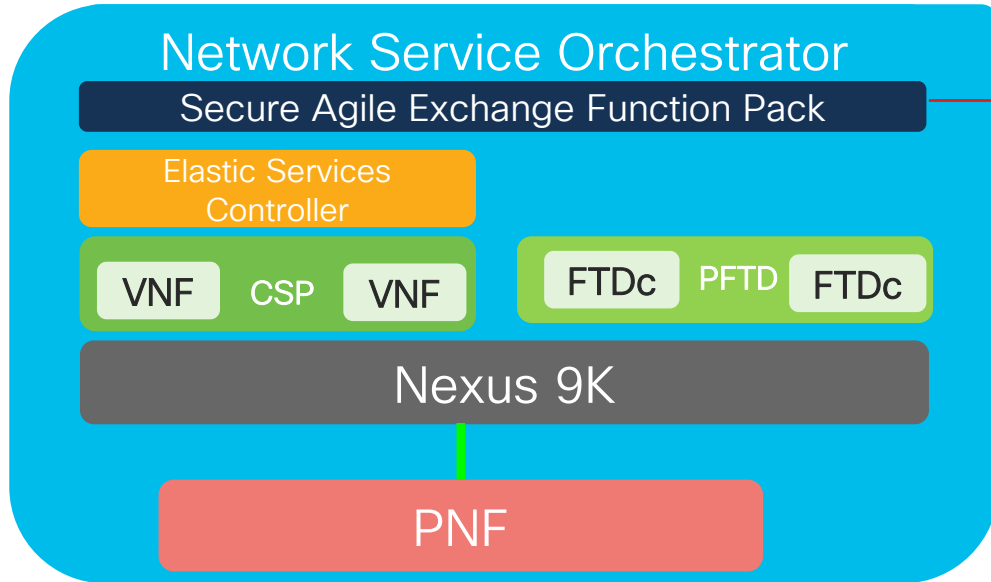 Network Service Orchestrator
Secure Agile Exchange Function Pack
Elastic Services
Controller
VNF CSP VNF
FTDc PFTD FTDc
Nexus 9K
PNF